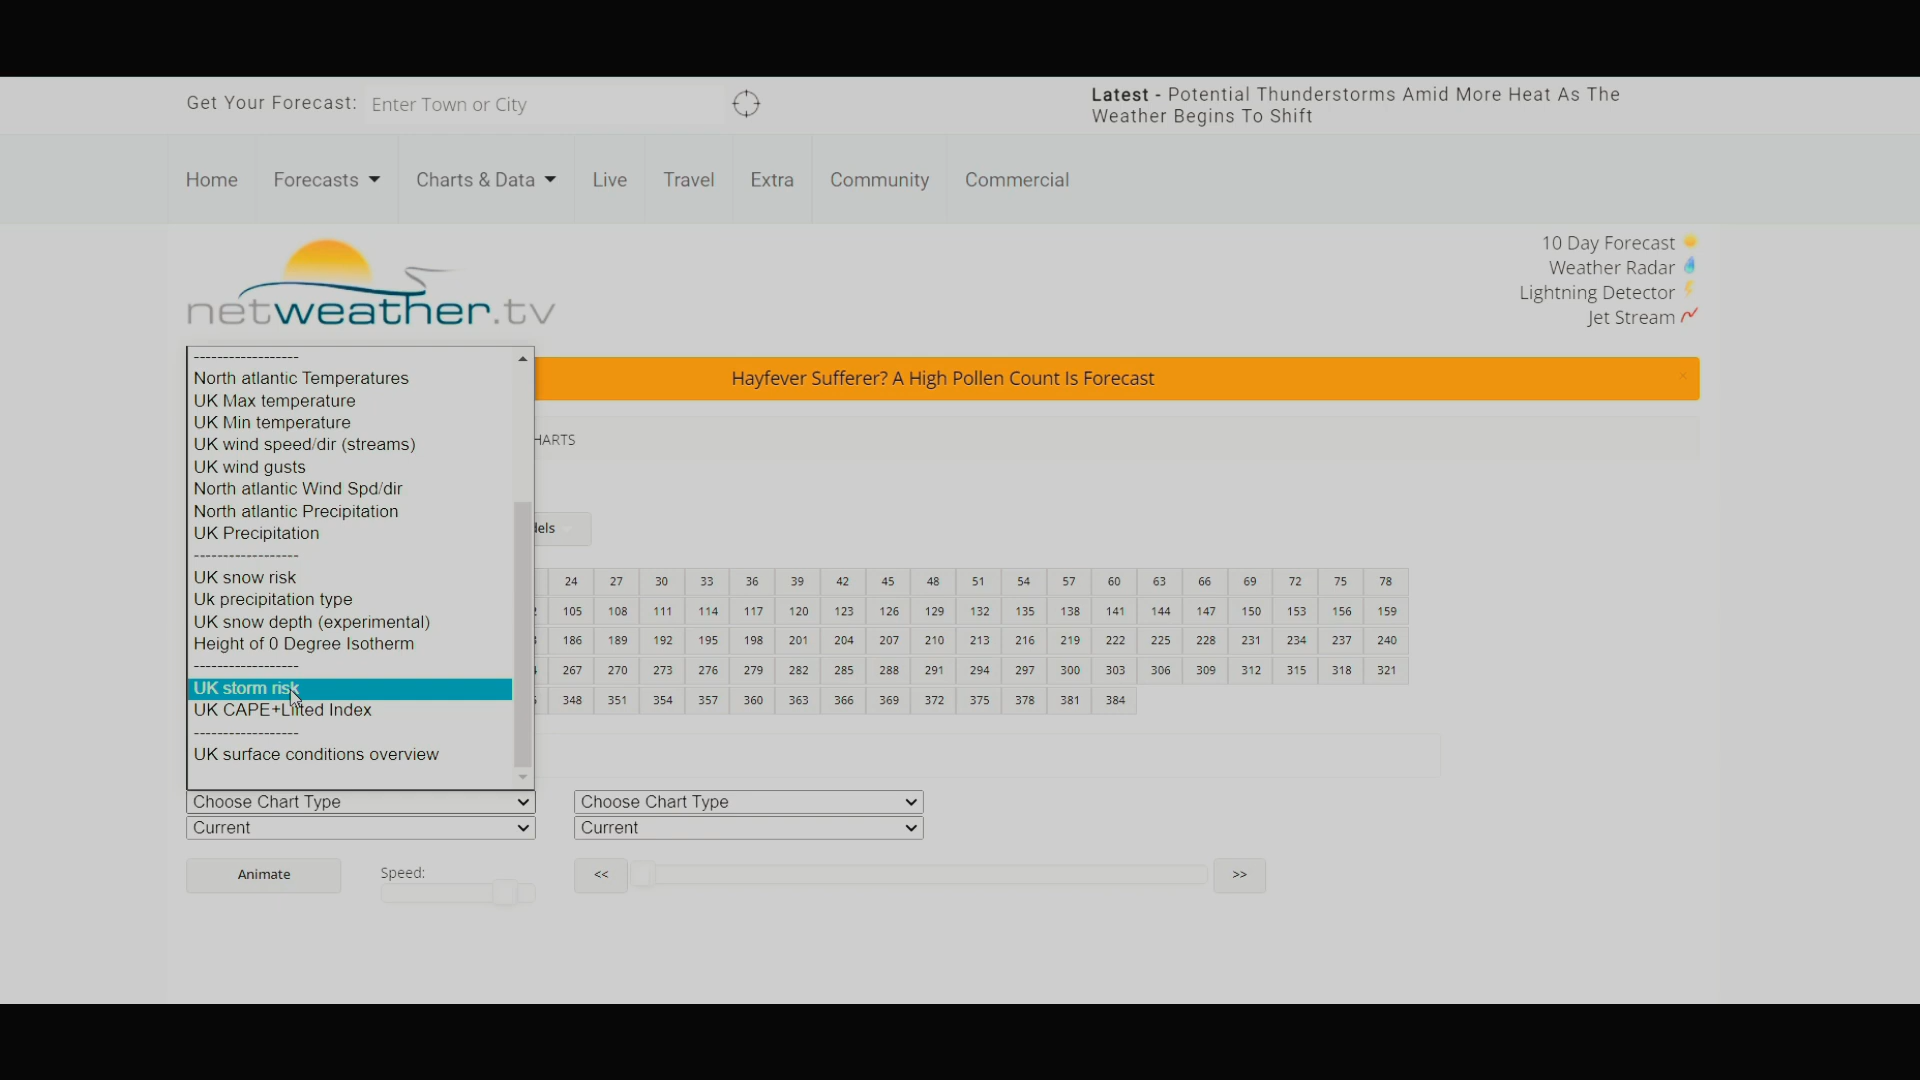 Get Your Forecast: Enter Town or City
Latest - Potential Thunderstorms Amid More Heat As The
Weather Begins To Shift
Home Forecasts Charts & Data Live Travel Extra Community Commercial
netweather.tv
10 Day Forecast
Weather Radar
Lightning Detector
Jet Stream
Hayfever Sufferer? A High Pollen Count Is Forecast
HARTS
dels
------------------
North atlantic Temperatures
UK Max temperature
UK Min temperature
UK wind speed/dir (streams)
UK wind gusts
North atlantic Wind Spd/dir
North atlantic Precipitation
UK Precipitation
------------------
UK snow risk
Uk precipitation type
UK snow depth (experimental)
Height of 0 Degree Isotherm
------------------
UK storm risk
UK CAPE+Lifted Index
------------------
UK surface conditions overview
24 27 30 33 36 39 42 45 48 51 54 57 60 63 66 69 72 75 78
105 108 111 114 117 120 123 126 129 132 135 138 141 144 147 150 153 156 159
186 189 192 195 198 201 204 207 210 213 216 219 222 225 228 231 234 237 240
267 270 273 276 279 282 285 288 291 294 297 300 303 306 309 312 315 318 321
348 351 354 357 360 363 366 369 372 375 378 381 384
Choose Chart Type Choose Chart Type
Current Current
Animate Speed: << >>